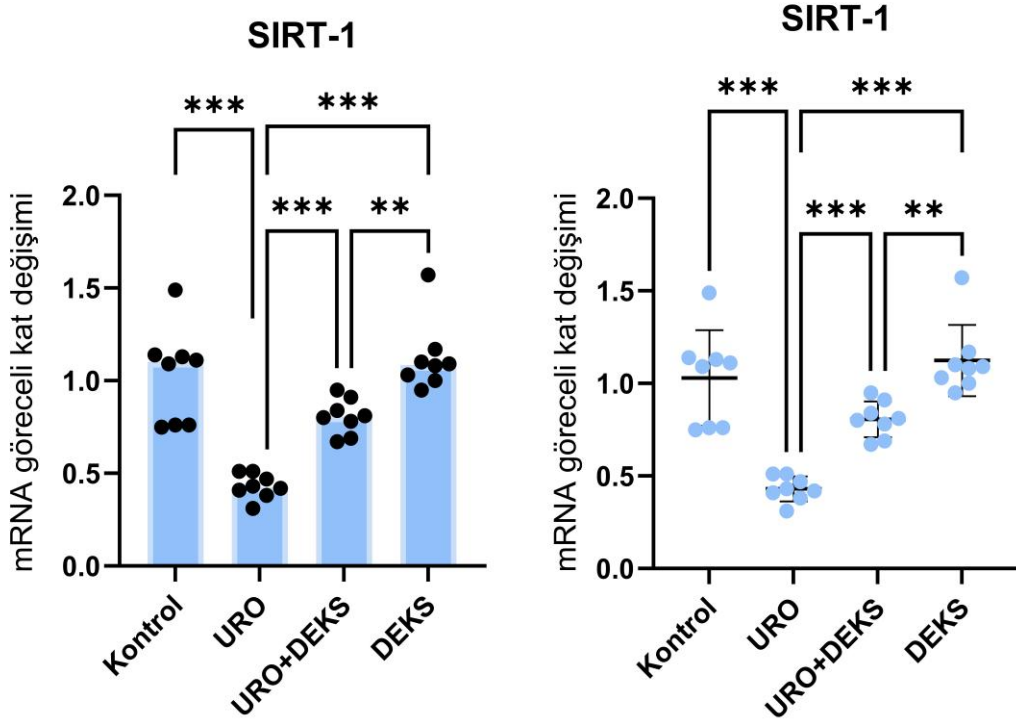 SIRT-1
***
***
***
**
mRNA göreceli kat değişimi
2.0
1.5
1.0
0.5
0.0
Kontrol
URO
URO+DEKS
DEKS
SIRT-1
***
***
***
**
mRNA göreceli kat değişimi
2.0
1.5
1.0
0.5
0.0
Kontrol
URO
URO+DEKS
DEKS